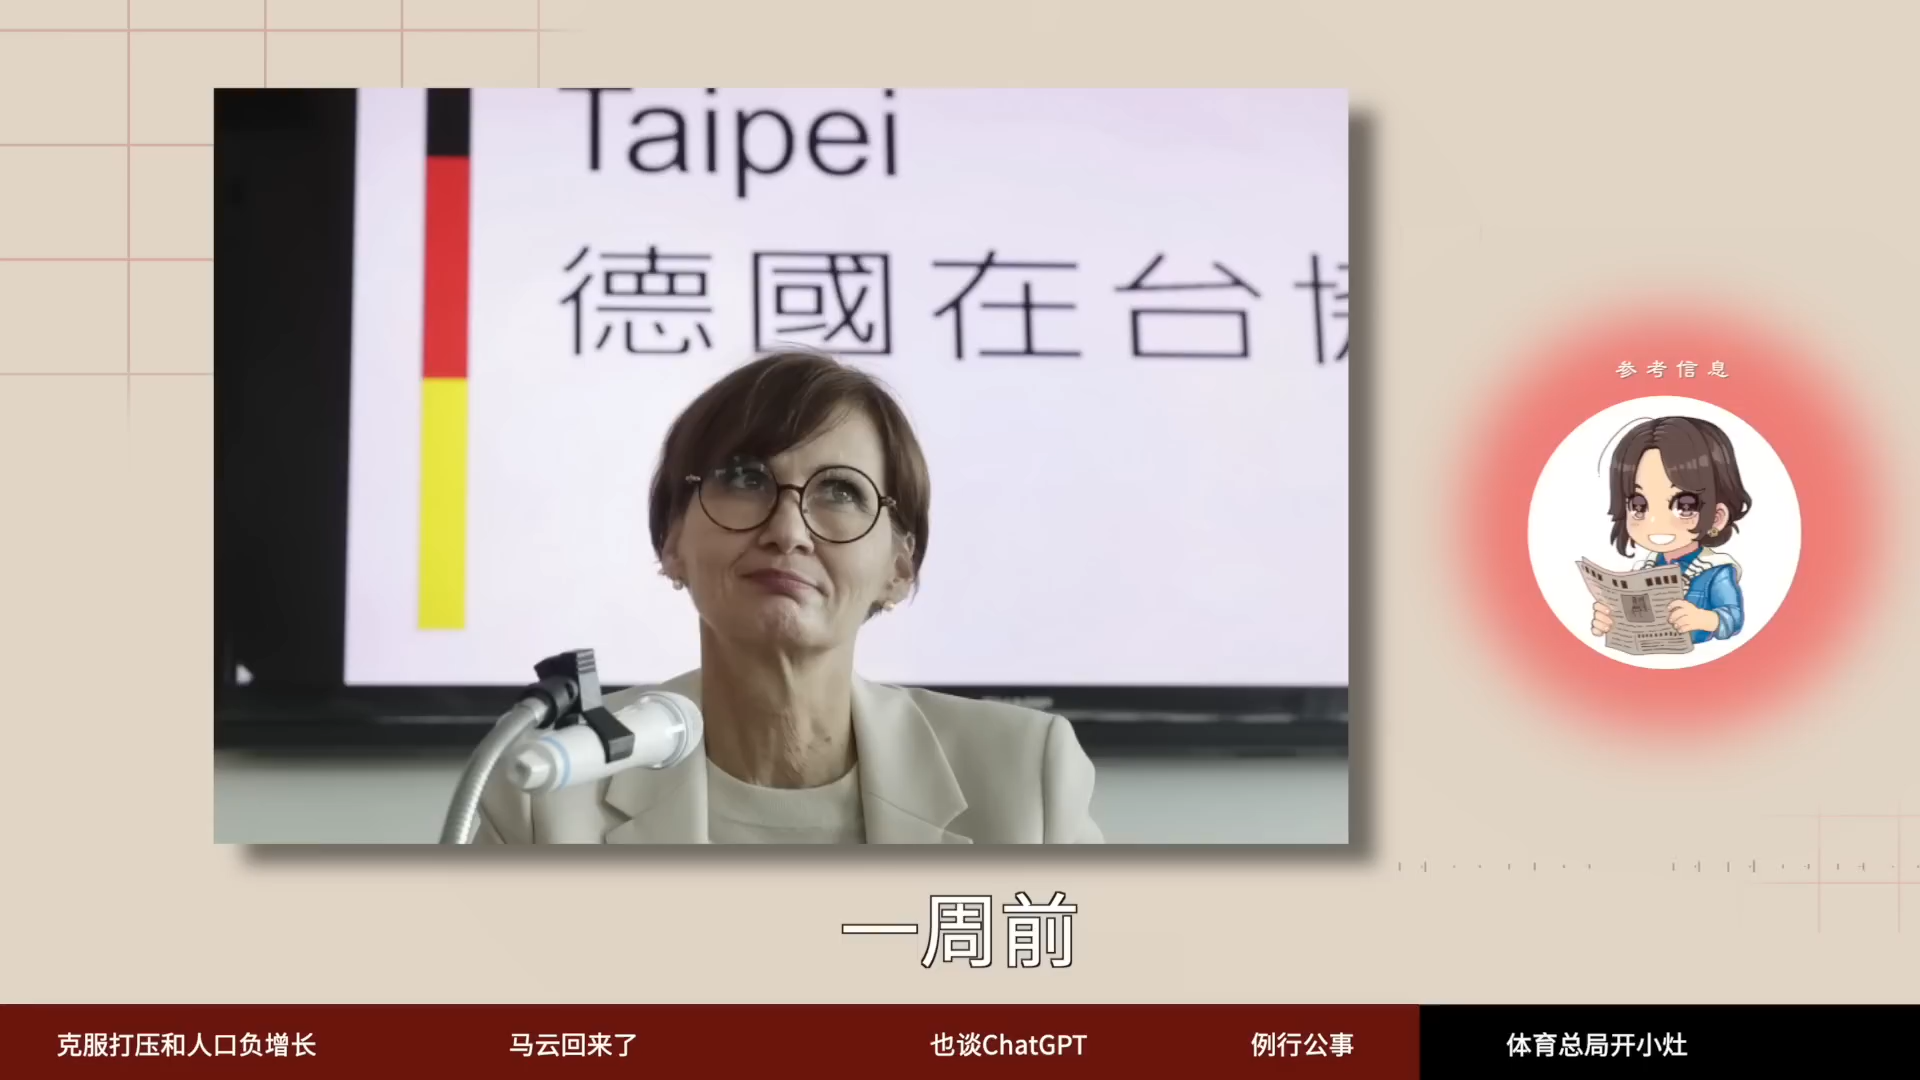 Taipei
德國在台
参考信息
一周前
克服打压和人口负增长
马云回来了
也谈ChatGPT
例行公事
体育总局开小灶